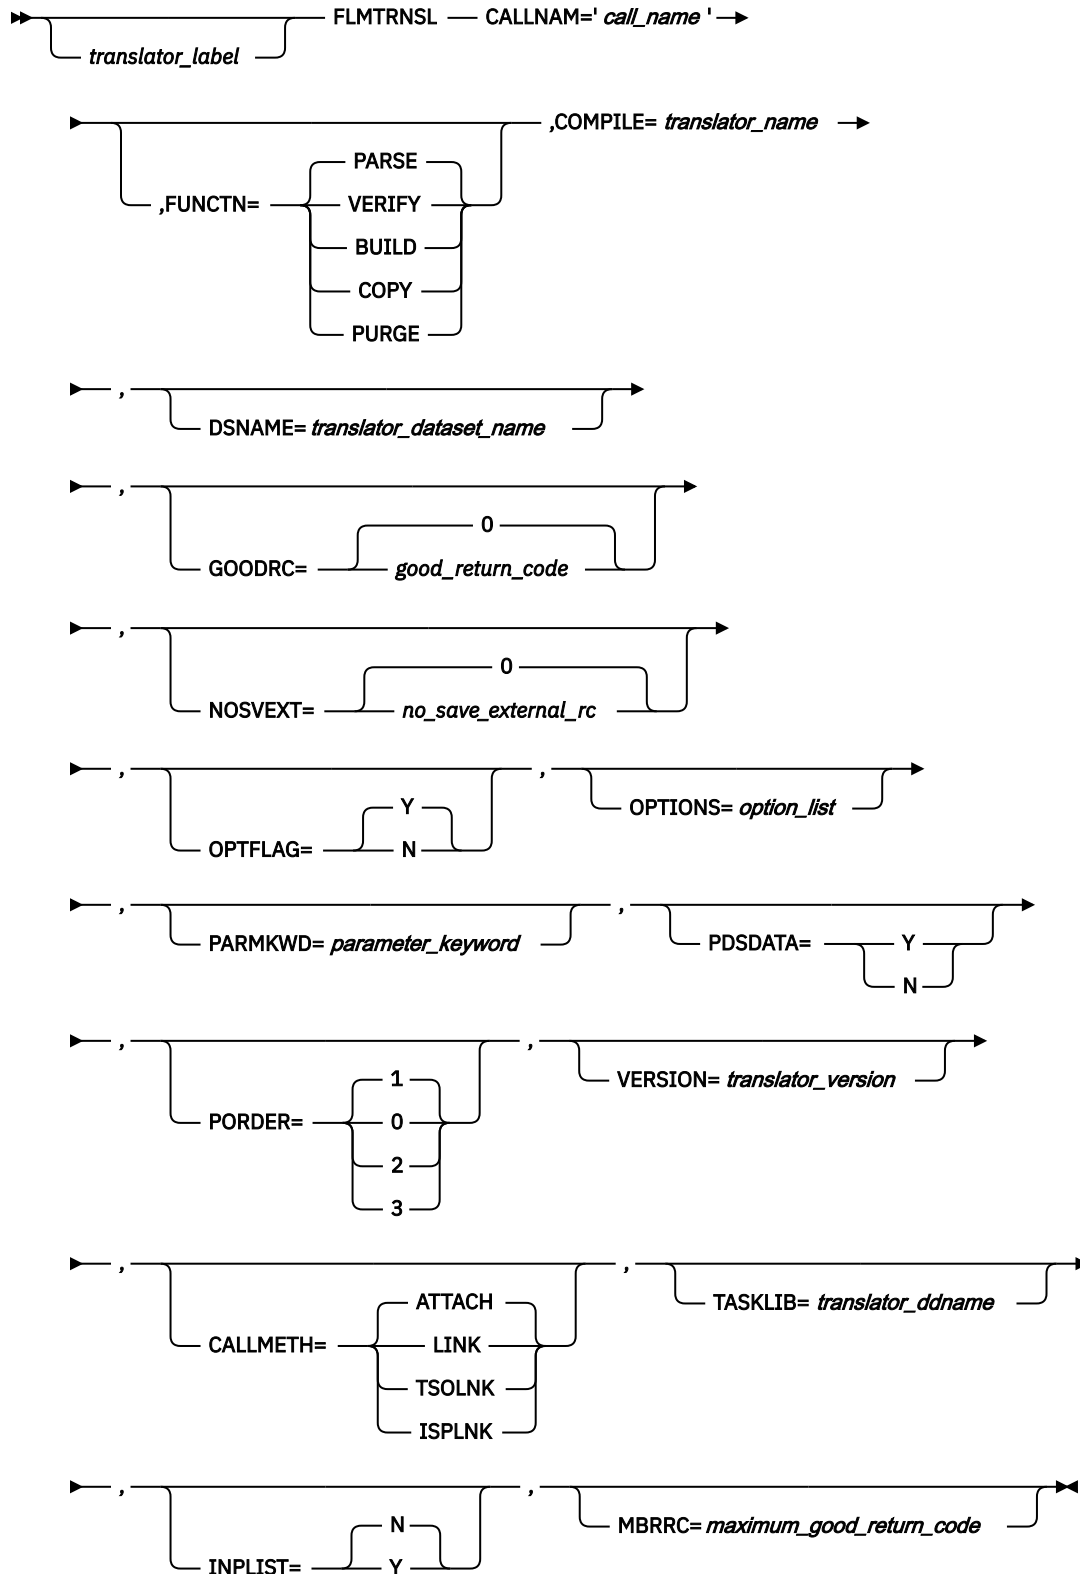 FLMTRNSL CALLNAM=' call_name '
translator_label
,COMPILE= translator_name
PARSE
,FUNCTN= VERIFY
BUILD
COPY
PURGE
,
DSNAME= translator_dataset_name
,
0
GOODRC= good_return_code
,
0
NOSVEXT= no_save_external_rc
, ,
Y OPTIONS= option_list
OPTFLAG= N
, ,
PARMKWD= parameter_keyword PDSDATA= Y
N
, ,
1 VERSION= translator_version
PORDER= 0
2
3
, ,
ATTACH TASKLIB= translator_ddname
CALLMETH= LINK
TSOLNK
ISPLNK
, ,
N MBRRC= maximum_good_return_code
INPLIST= Y